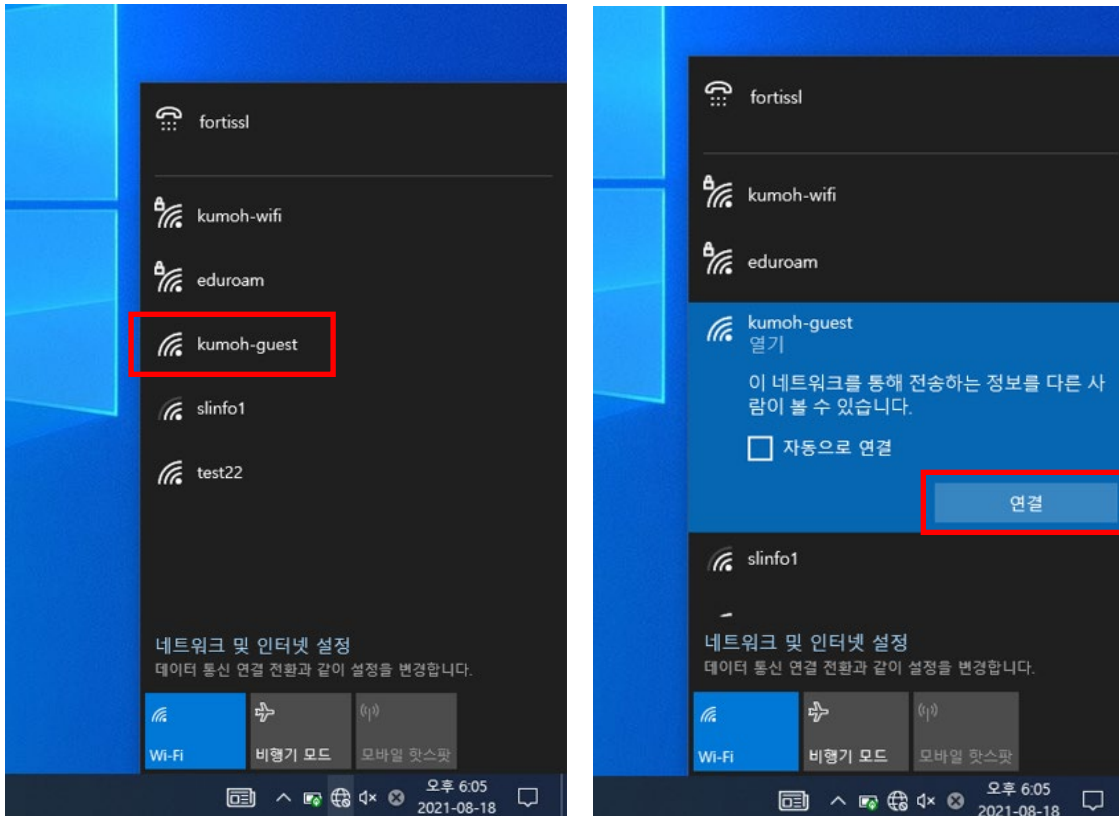 fortissl
kumoh-wifi
eduroam
kumoh-guest
slinfo1
test22
네트워크 및 인터넷 설정
데이터 통신 연결 전환과 같이 설정을 변경합니다.
Wi-Fi
비행기 모드
모바일 핫스팟
오후 6:05
2021-08-18
fortissl
kumoh-wifi
eduroam
kumoh-guest
열기
이 네트워크를 통해 전송하는 정보를 다른 사
람이 볼 수 있습니다.
자동으로 연결
연결
slinfo1
네트워크 및 인터넷 설정
데이터 통신 연결 전환과 같이 설정을 변경합니다.
Wi-Fi
비행기 모드
모바일 핫스팟
오후 6:05
2021-08-18